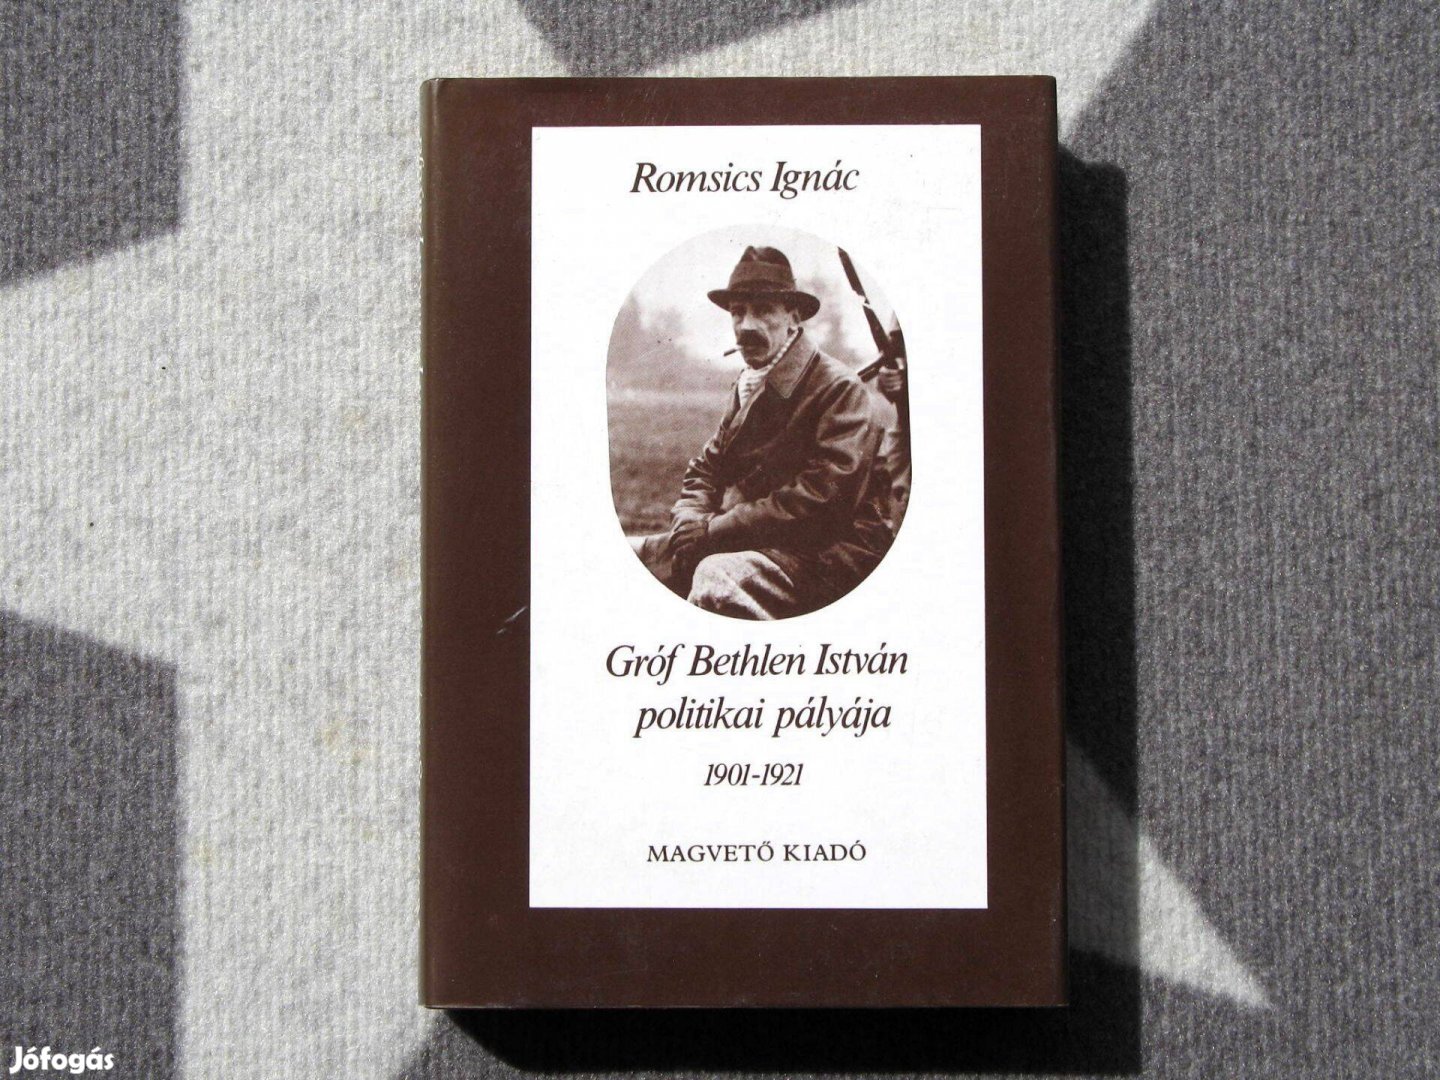 Romsics Ignác
Gróf Bethlen István
politikai pályája
1901-1921
MAGVETŐ KIADÓ
Jófogás